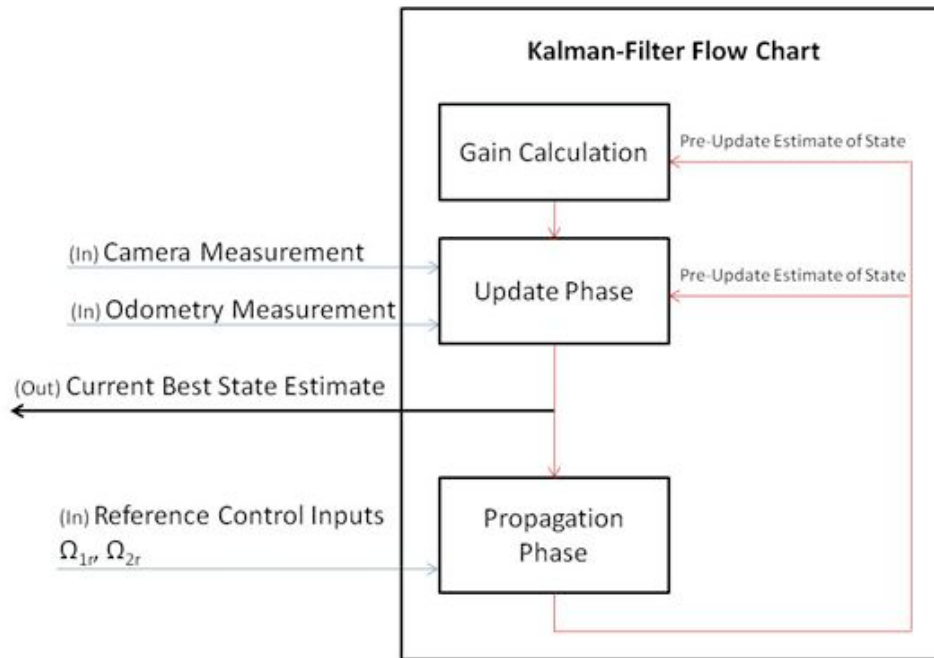 Kalman-Filter Flow Chart
Gain Calculation
Pre-Update Estimate of State
(In) Camera Measurement
Update Phase
Pre-Update Estimate of State
(In) Odometry Measurement
(Out) Current Best State Estimate
(In) Reference Control Inputs
Ω1r, Ω2r
Propagation
Phase